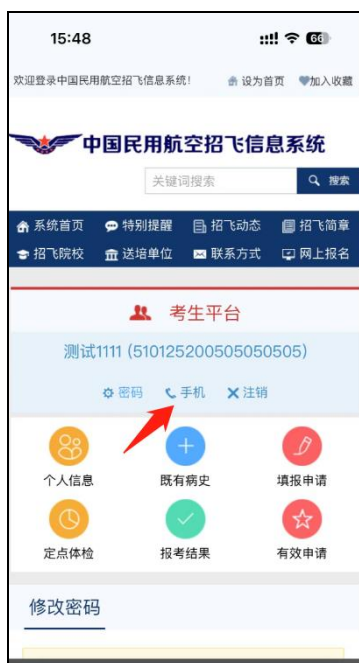 15:48
66
欢迎登录中国民用航空招飞信息系统! 设为首页 加入收藏
中国民用航空招飞信息系统
关键词搜索 搜索
系统首页 特别提醒 招飞动态 招飞简章
招飞院校 送培单位 联系方式 网上报名
考生平台
测试1111 (510125200505050505)
密码 手机 注销
个人信息 既有病史 填报申请
定点体检 报考结果 有效申请
修改密码